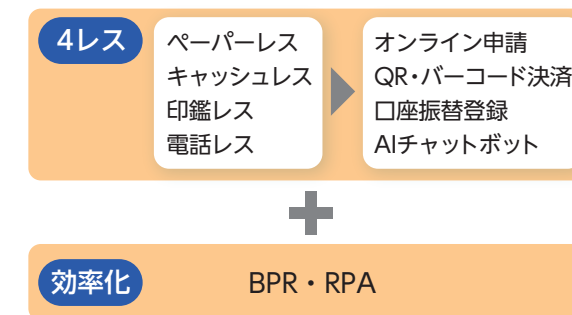 4レス
ペーパーレス
キャッシュレス
印鑑レス
電話レス
オンライン申請
QR・バーコード決済
口座振替登録
AIチャットボット
効率化
BPR・RPA